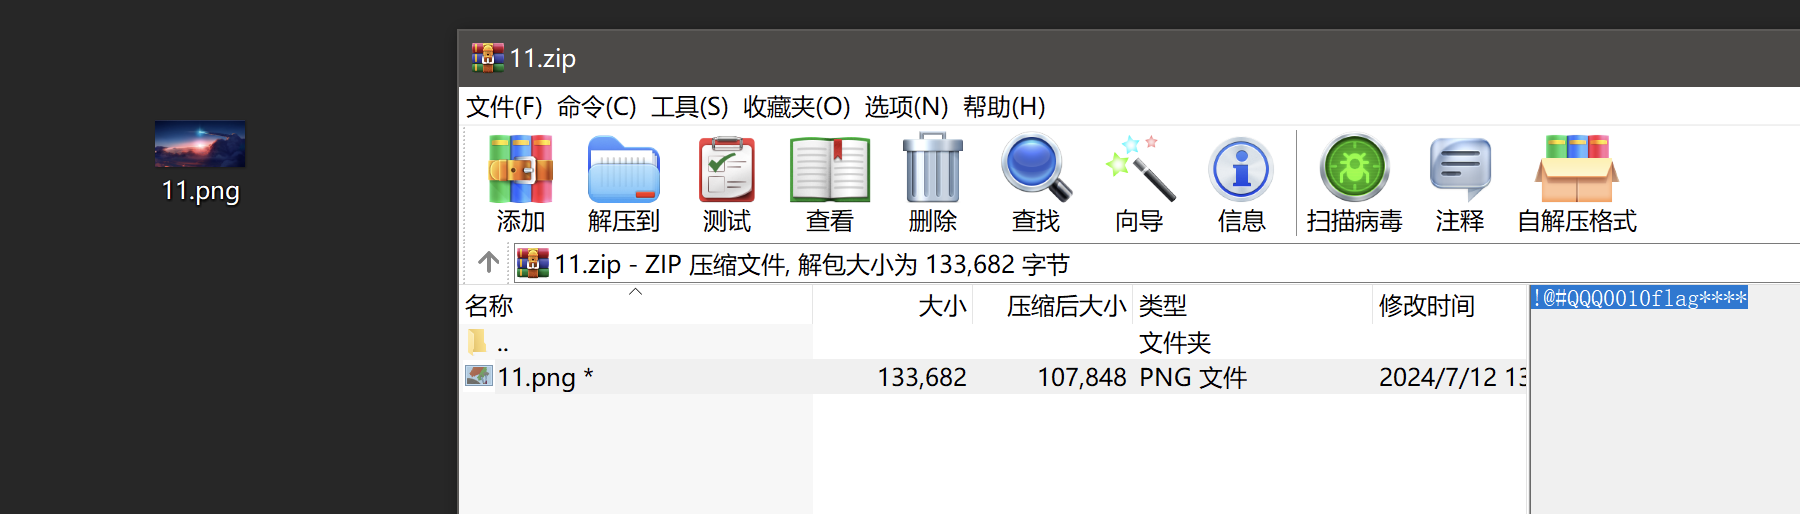 11.png
11.zip
文件(F) 命令(C) 工具(S) 收藏夹(O) 选项(N) 帮助(H)
添加 解压到 测试 查看 删除 查找 向导 信息 扫描病毒 注释 自解压格式
11.zip - ZIP 压缩文件, 解包大小为 133,682 字节
名称 大小 压缩后大小 类型 修改时间
!@#QQQ0010flag****
.. 文件夹
11.png * 133,682 107,848 PNG 文件 2024/7/12 13